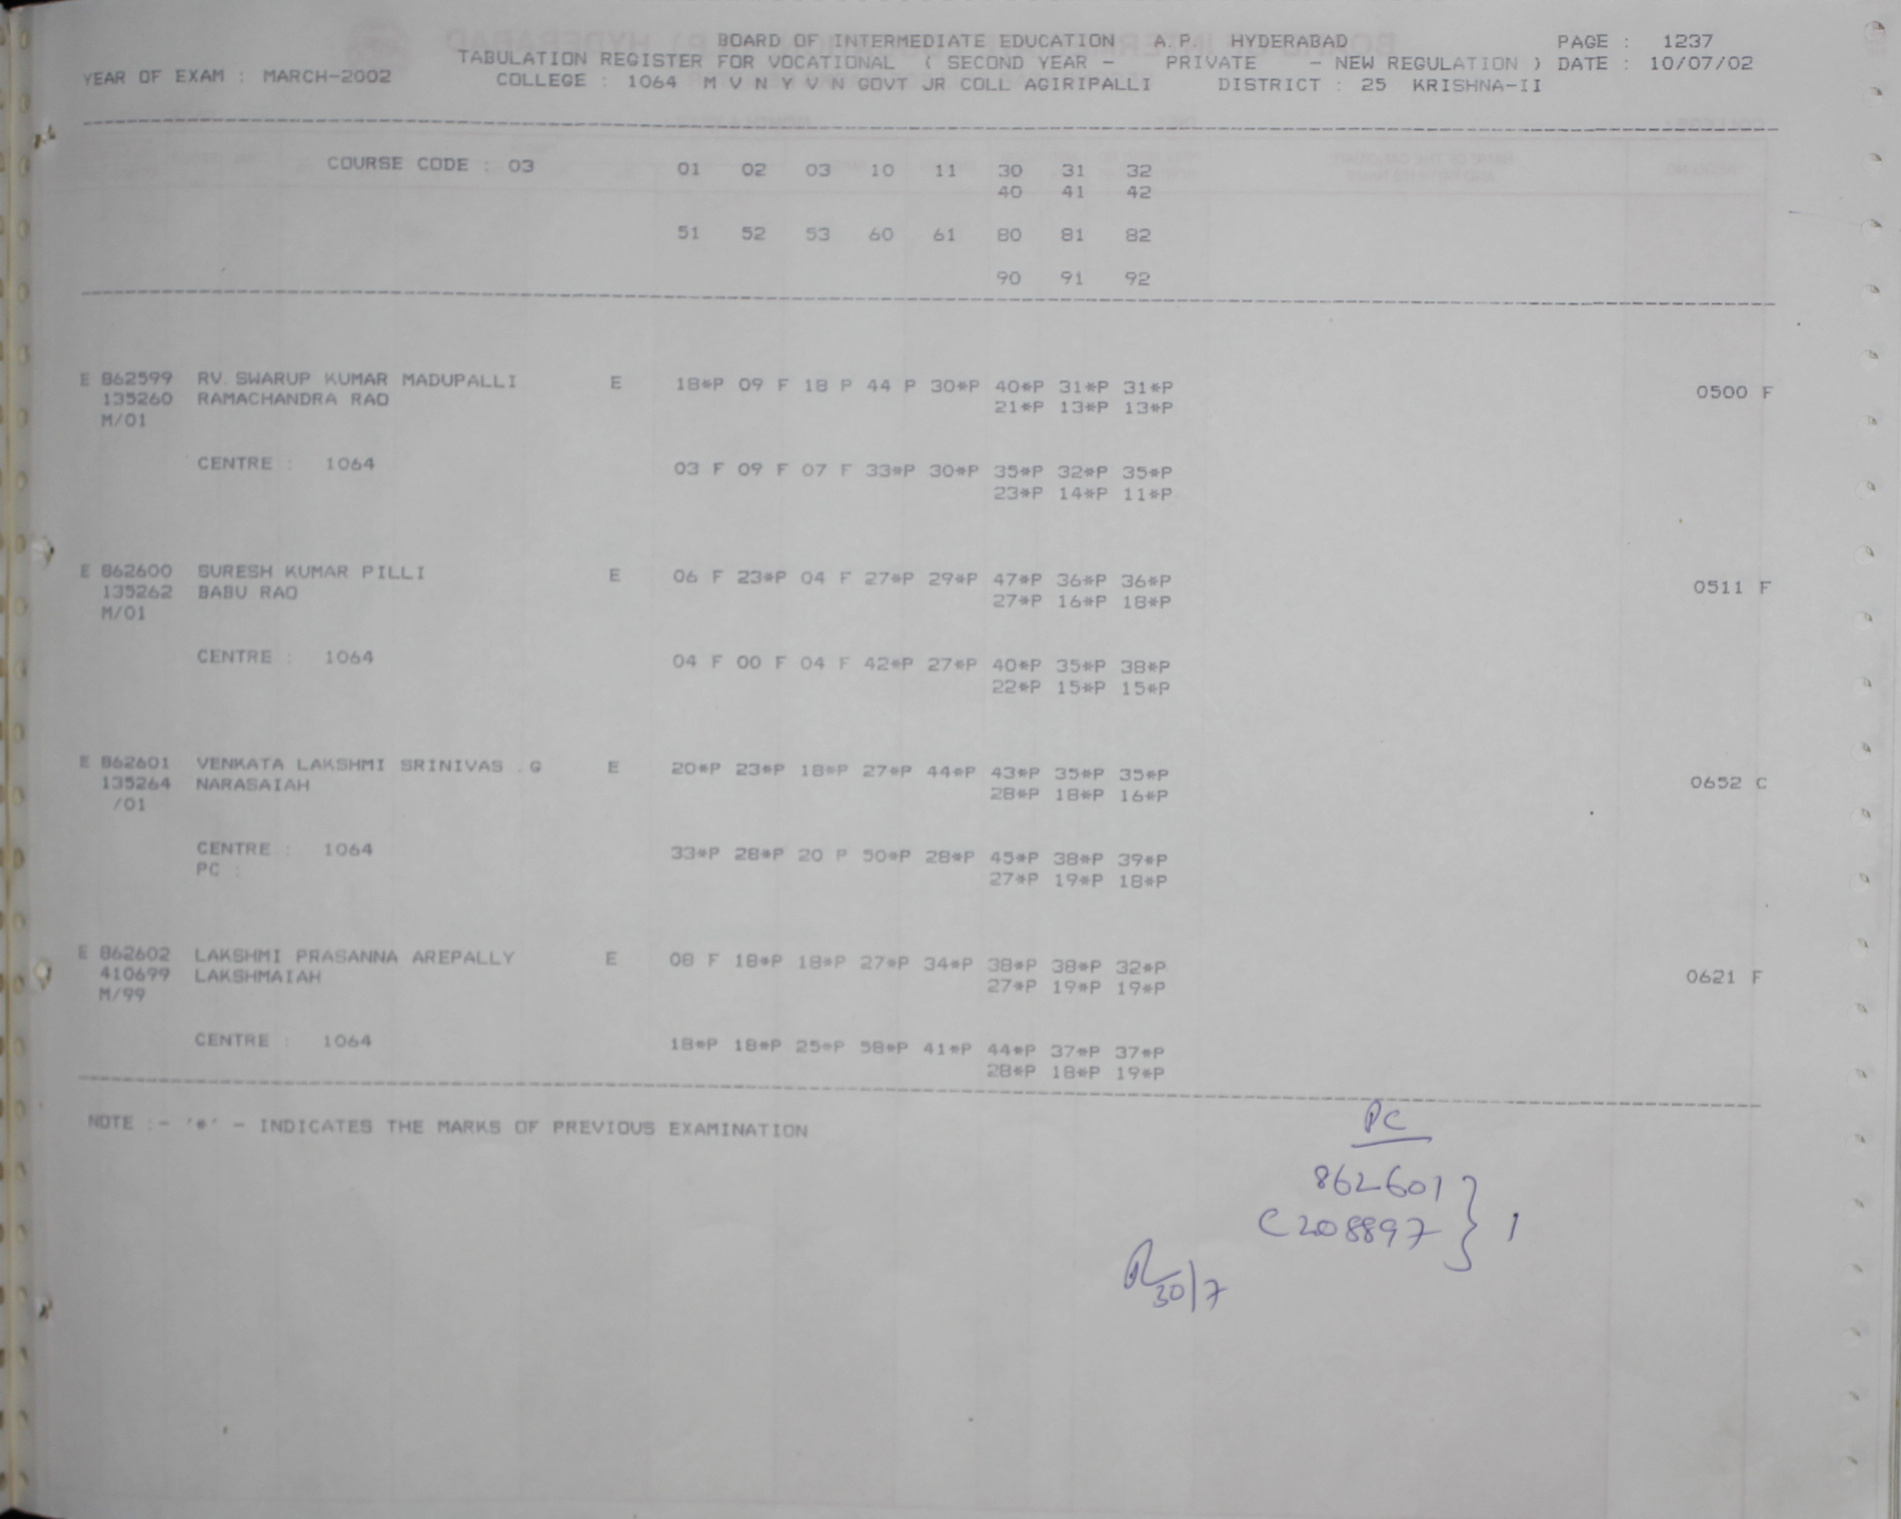 BOARD OF INTERMEDIATE EDUCATION A.P. HYDERABAD PAGE : 1237
TABULATION REGISTER FOR VOCATIONAL ( SECOND YEAR - PRIVATE - NEW REGULATION ) DATE : 10/07/02
YEAR OF EXAM : MARCH-2002 COLLEGE : 1064 M V N Y V N GOVT JR COLL AGIRIPALLI DISTRICT : 25 KRISHNA-II
COURSE CODE : 03 01 02 03 10 11 30 31 32
40 41 42
51 52 53 60 61 80 81 82
90 91 92
E 862599 RV. SWARUP KUMAR MADUPALLI E 18*P 09 F 18 P 44 P 30*P 40*P 31*P 31*P
135260 RAMACHANDRA RAO 21*P 13*P 13*P 0500 F
M/01
CENTRE : 1064 03 F 09 F 07 F 33*P 30*P 35*P 32*P 35*P
23*P 14*P 11*P
E 862600 SURESH KUMAR PILLI E 06 F 23*P 04 F 27*P 29*P 47*P 36*P 36*P
135262 BABU RAO 27*P 16*P 18*P 0511 F
M/01
CENTRE : 1064 04 F 00 F 04 F 42*P 27*P 40*P 35*P 38*P
22*P 15*P 15*P
E 862601 VENKATA LAKSHMI SRINIVAS .G E 20*P 23*P 18*P 27*P 44*P 43*P 35*P 35*P
135264 NARASAIAH 28*P 18*P 16*P 0652 C
/01
CENTRE : 1064 33*P 28*P 20 P 50*P 28*P 45*P 38*P 39*P
PC : 27*P 19*P 18*P
E 862602 LAKSHMI PRASANNA AREPALLY E 08 F 18*P 18*P 27*P 34*P 38*P 38*P 32*P
410699 LAKSHMAIAH 27*P 19*P 19*P 0621 F
M/99
CENTRE : 1064 18*P 18*P 25*P 58*P 41*P 44*P 37*P 37*P
28*P 18*P 19*P
NOTE :- '*' - INDICATES THE MARKS OF PREVIOUS EXAMINATION
PC
862601
C208897 } 1
30/7